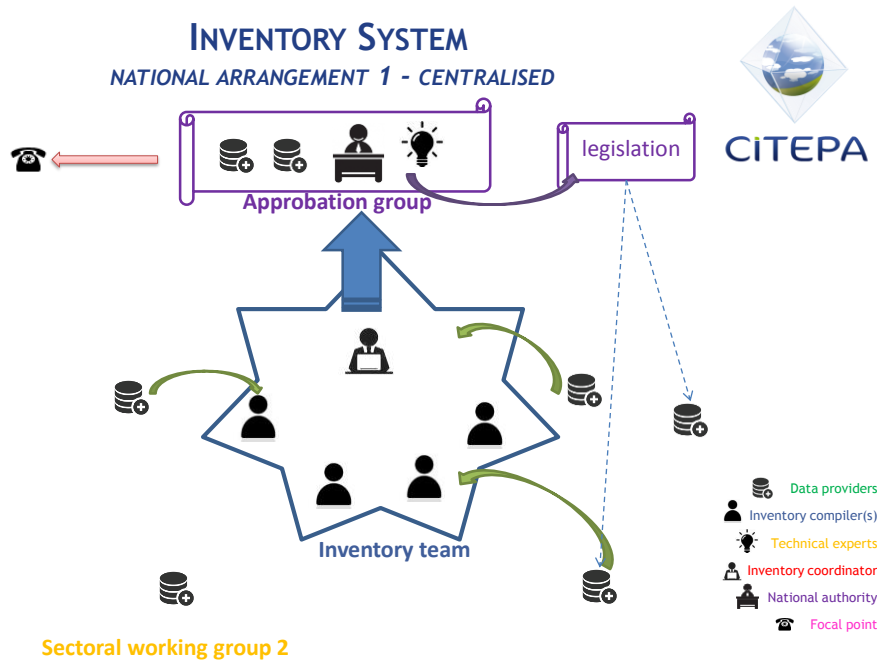 INVENTORY SYSTEM
NATIONAL ARRANGEMENT 1 - CENTRALISED
CiTEPA
legislation
Approbation group
Inventory team
Data providers
Inventory compiler(s)
Technical experts
Inventory coordinator
National authority
Focal point
Sectoral working group 2